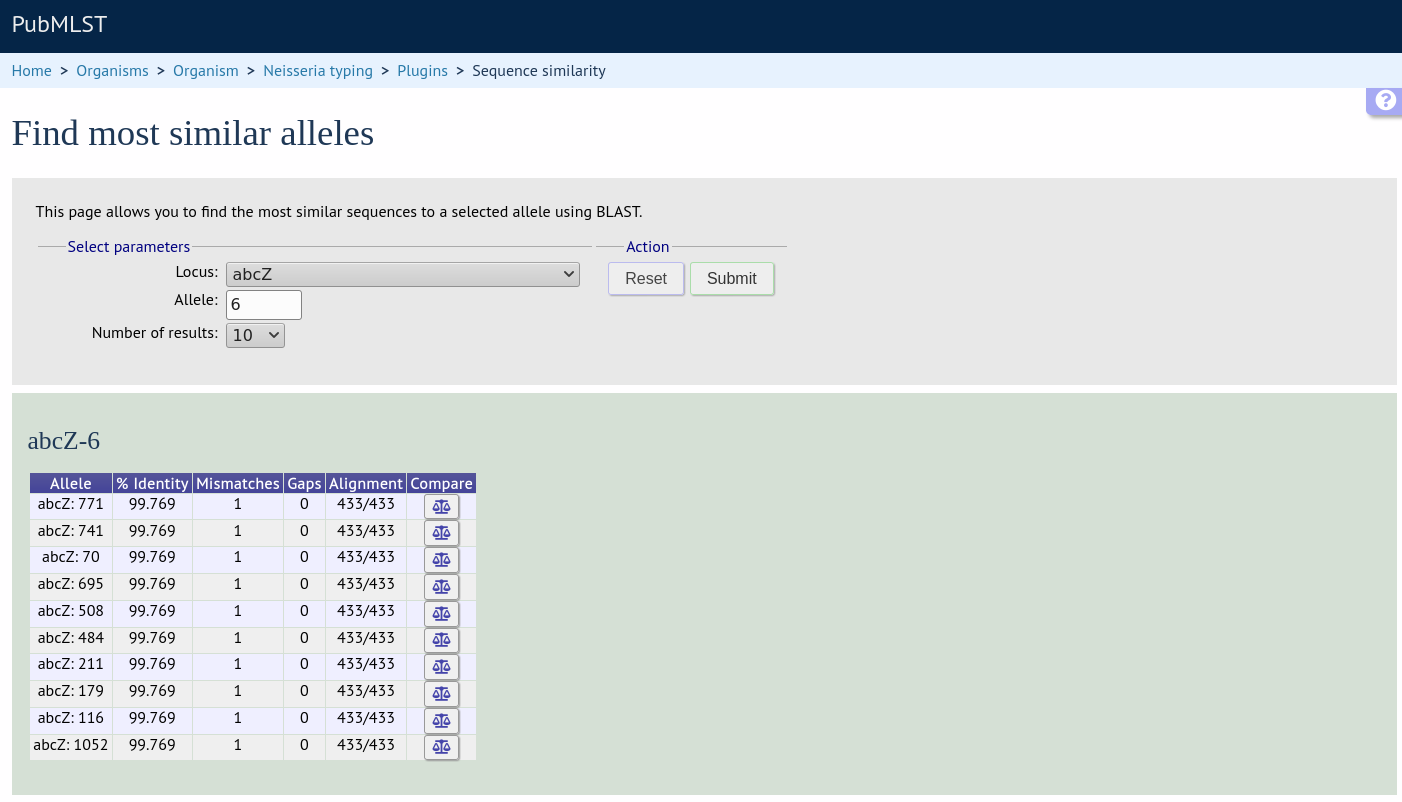 PubMLST
Home > Organisms > Organism > Neisseria typing > Plugins > Sequence similarity
?
Find most similar alleles
This page allows you to find the most similar sequences to a selected allele using BLAST.
Select parameters Action
Locus: abcZ Reset Submit
Allele: 6
Number of results: 10
abcZ-6
Allele % Identity Mismatches Gaps Alignment Compare
abcZ: 771 99.769 1 0 433/433
abcZ: 741 99.769 1 0 433/433
abcZ: 70 99.769 1 0 433/433
abcZ: 695 99.769 1 0 433/433
abcZ: 508 99.769 1 0 433/433
abcZ: 484 99.769 1 0 433/433
abcZ: 211 99.769 1 0 433/433
abcZ: 179 99.769 1 0 433/433
abcZ: 116 99.769 1 0 433/433
abcZ: 1052 99.769 1 0 433/433